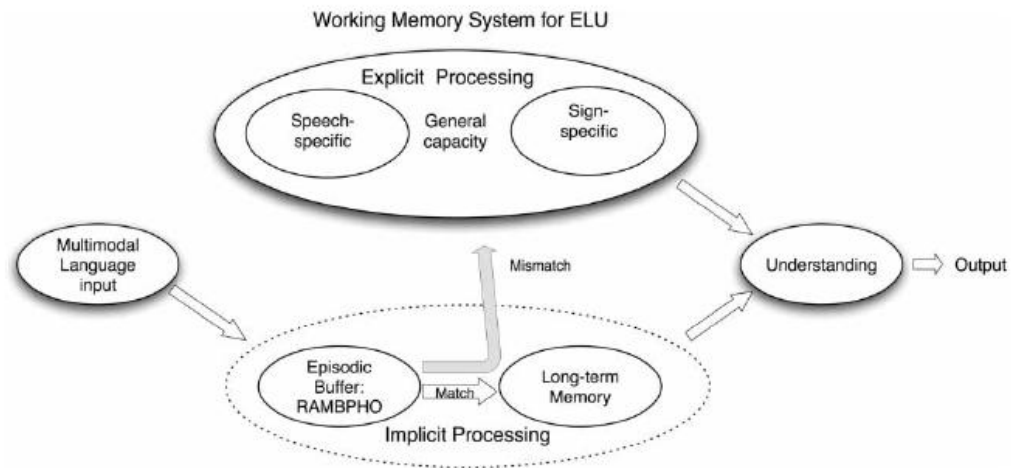 Working Memory System for ELU
Explicit Processing
Speech-
specific
General
capacity
Sign-
specific
Multimodal
Language
input
Mismatch
Understanding
Output
Episodic
Buffer:
RAMBPHO
Match
Long-term
Memory
Implicit Processing